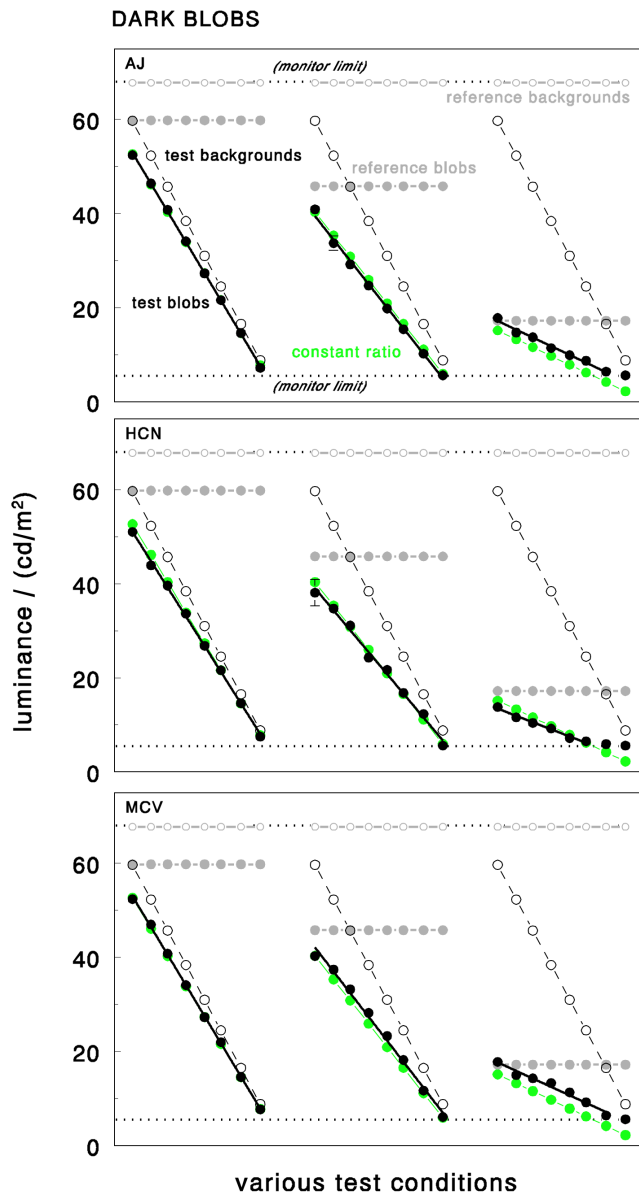 DARK BLOBS
AJ
(monitor limit)
reference backgrounds
60
test backgrounds
reference blobs
40
test blobs
20
constant ratio
(monitor limit)
0
HCN
60
40
20
0
luminance / (cd/m²)
MCV
60
40
20
0
various test conditions